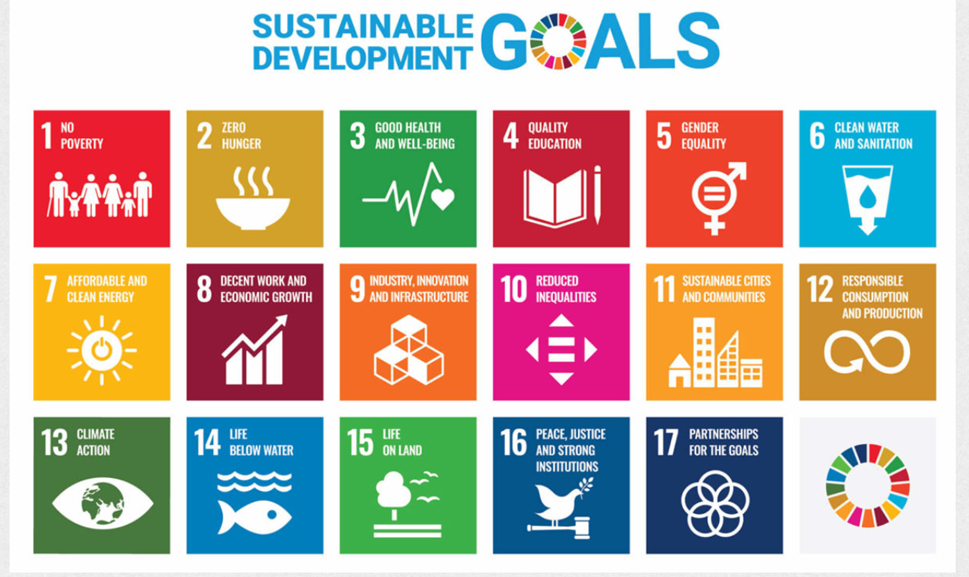 SUSTAINABLE
DEVELOPMENT
GOALS
1 NO
POVERTY
2 ZERO
HUNGER
3 GOOD HEALTH
AND WELL-BEING
4 QUALITY
EDUCATION
5 GENDER
EQUALITY
6 CLEAN WATER
AND SANITATION
7 AFFORDABLE AND
CLEAN ENERGY
8 DECENT WORK AND
ECONOMIC GROWTH
9 INDUSTRY, INNOVATION
AND INFRASTRUCTURE
10 REDUCED
INEQUALITIES
11 SUSTAINABLE CITIES
AND COMMUNITIES
12 RESPONSIBLE
CONSUMPTION
AND PRODUCTION
13 CLIMATE
ACTION
14 LIFE
BELOW WATER
15 LIFE
ON LAND
16 PEACE, JUSTICE
AND STRONG
INSTITUTIONS
17 PARTNERSHIPS
FOR THE GOALS